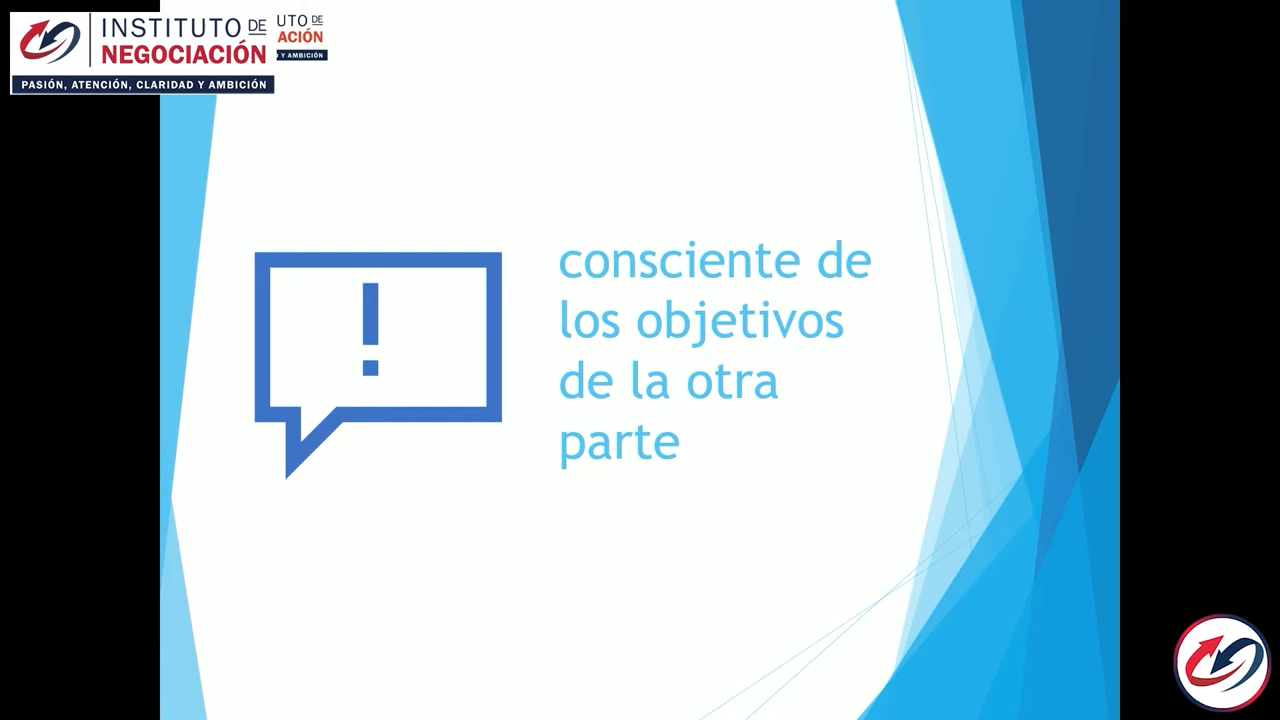 INSTITUTO DE
NEGOCIACIÓN
PASIÓN, ATENCIÓN, CLARIDAD Y AMBICIÓN
UTO DE
ACIÓN
Y AMBICIÓN
!
consciente de
los objetivos
de la otra
parte